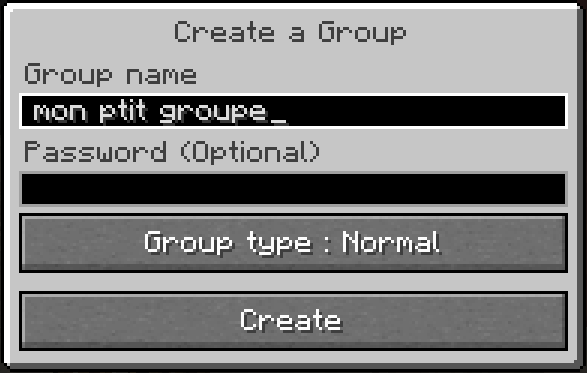 Create a Group
Group name
mon ptit groupe_
Password (Optional)
Group type : Normal
Create